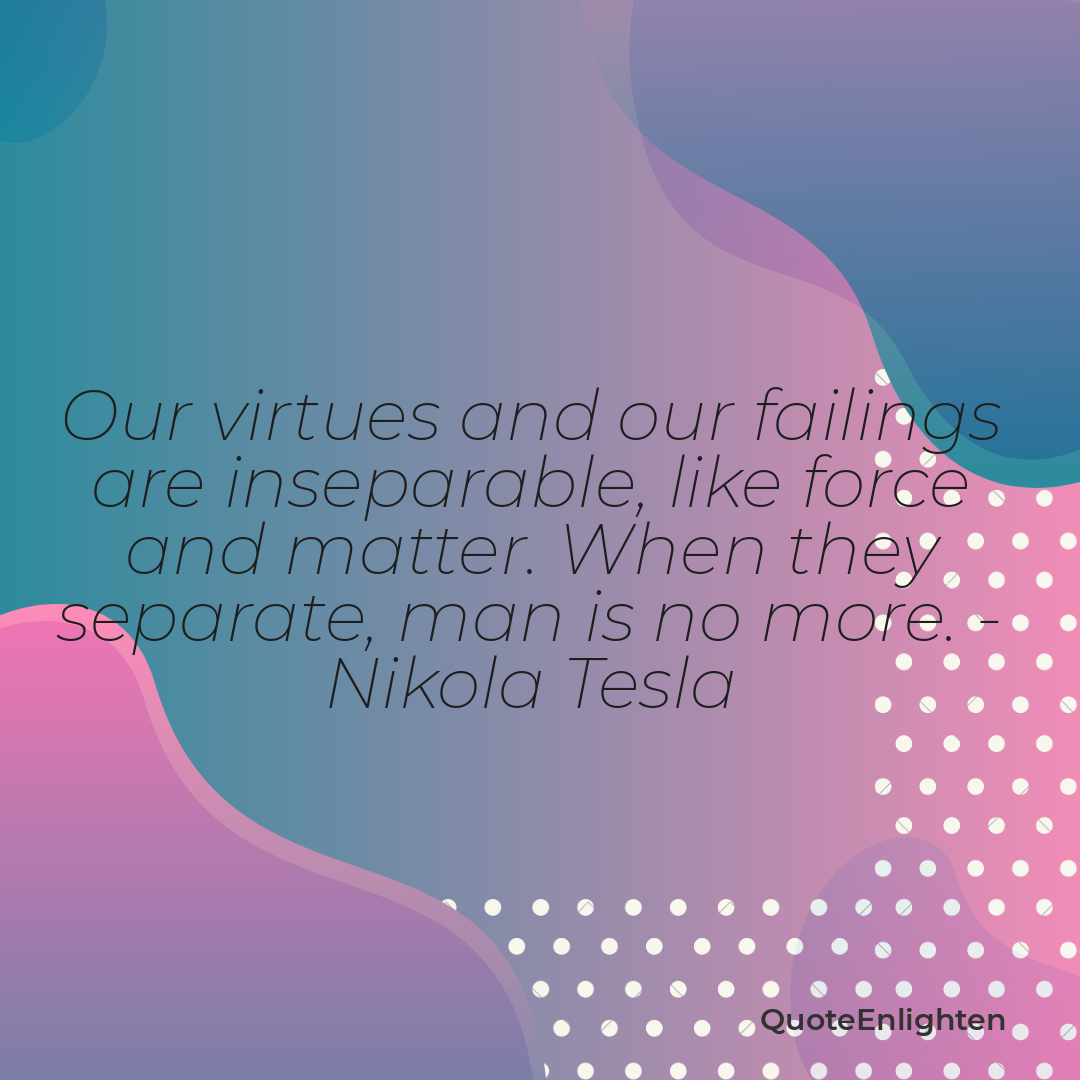 Our virtues and our failings
are inseparable, like force
and matter. When they
separate, man is no more. -
Nikola Tesla
QuoteEnlighten